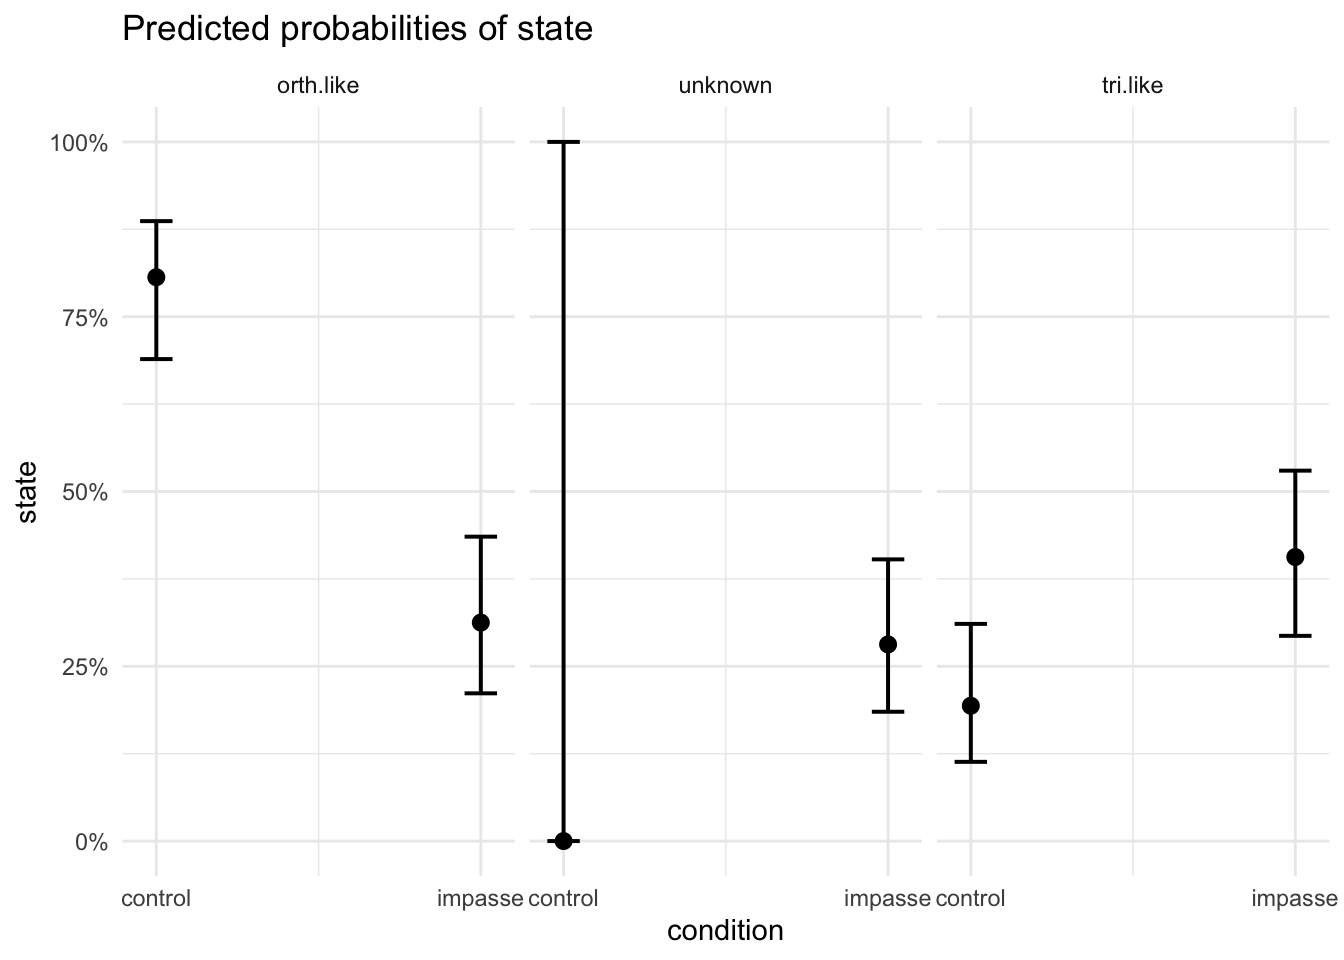 Predicted probabilities of state
orth.like unknown tri.like
100%
75%
50%
25%
0%
state
control impasse control impasse control impasse
condition